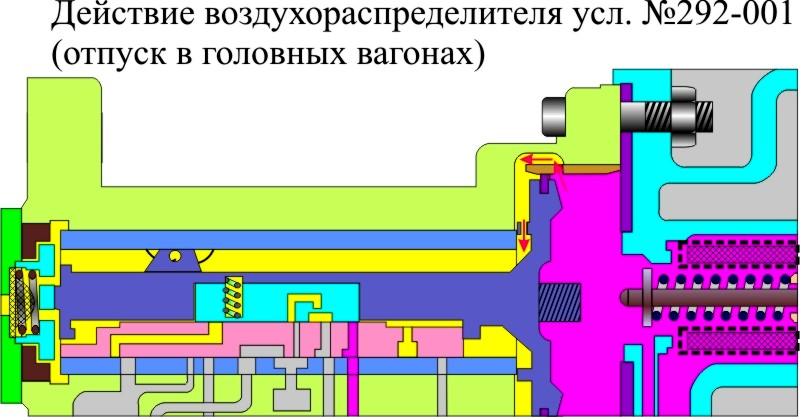 Действие воздухораспределителя усл. №292-001
(отпуск в головных вагонах)